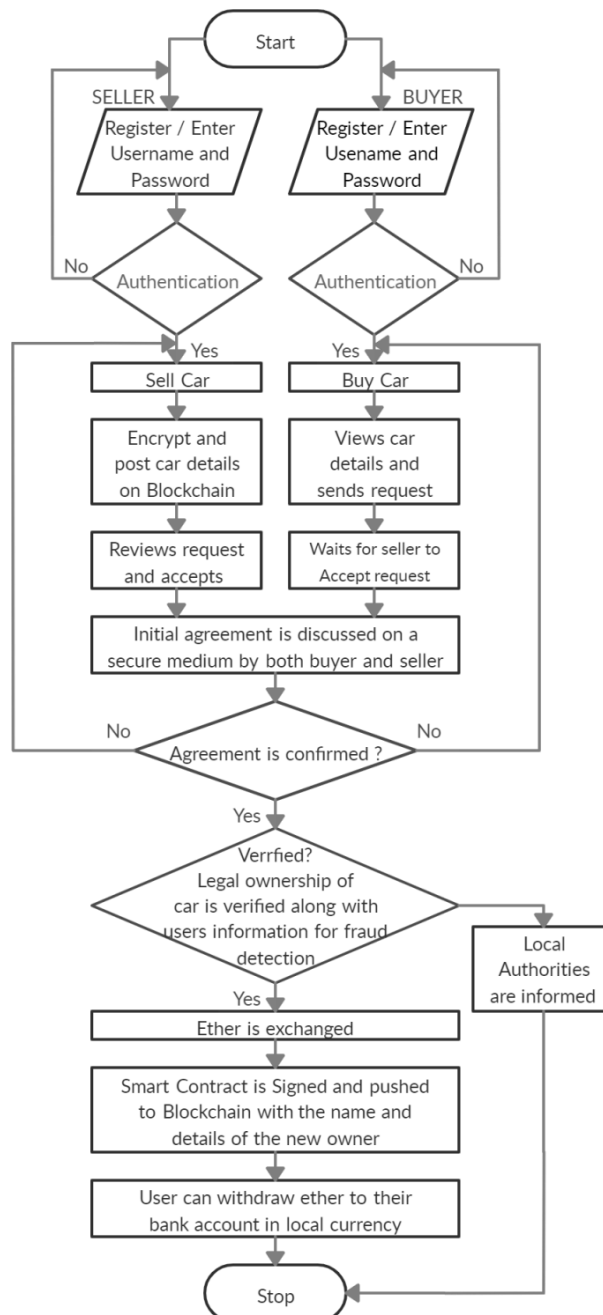 Start
SELLER
BUYER
Register / Enter
Username and
Password
Register / Enter
Usename and
Password
No
Authentication
Authentication
No
Yes
Yes
Sell Car
Buy Car
Encrypt and
post car details
on Blockchain
Views car
details and
sends request
Reviews request
and accepts
Waits for seller to
Accept request
Initial agreement is discussed on a
secure medium by both buyer and seller
No
No
Agreement is confirmed ?
Yes
Verrfied?
Legal ownership of
car is verified along with
users information for fraud
detection
Local
Authorities
are informed
Yes
Ether is exchanged
Smart Contract is Signed and pushed
to Blockchain with the name and
details of the new owner
User can withdraw ether to their
bank account in local currency
Stop